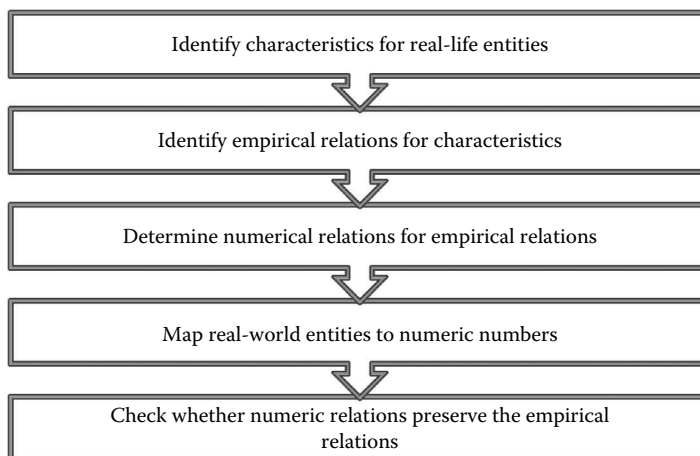 Identify characteristics for real-life entities
Identify empirical relations for characteristics
Determine numerical relations for empirical relations
Map real-world entities to numeric numbers
Check whether numeric relations preserve the empirical
relations